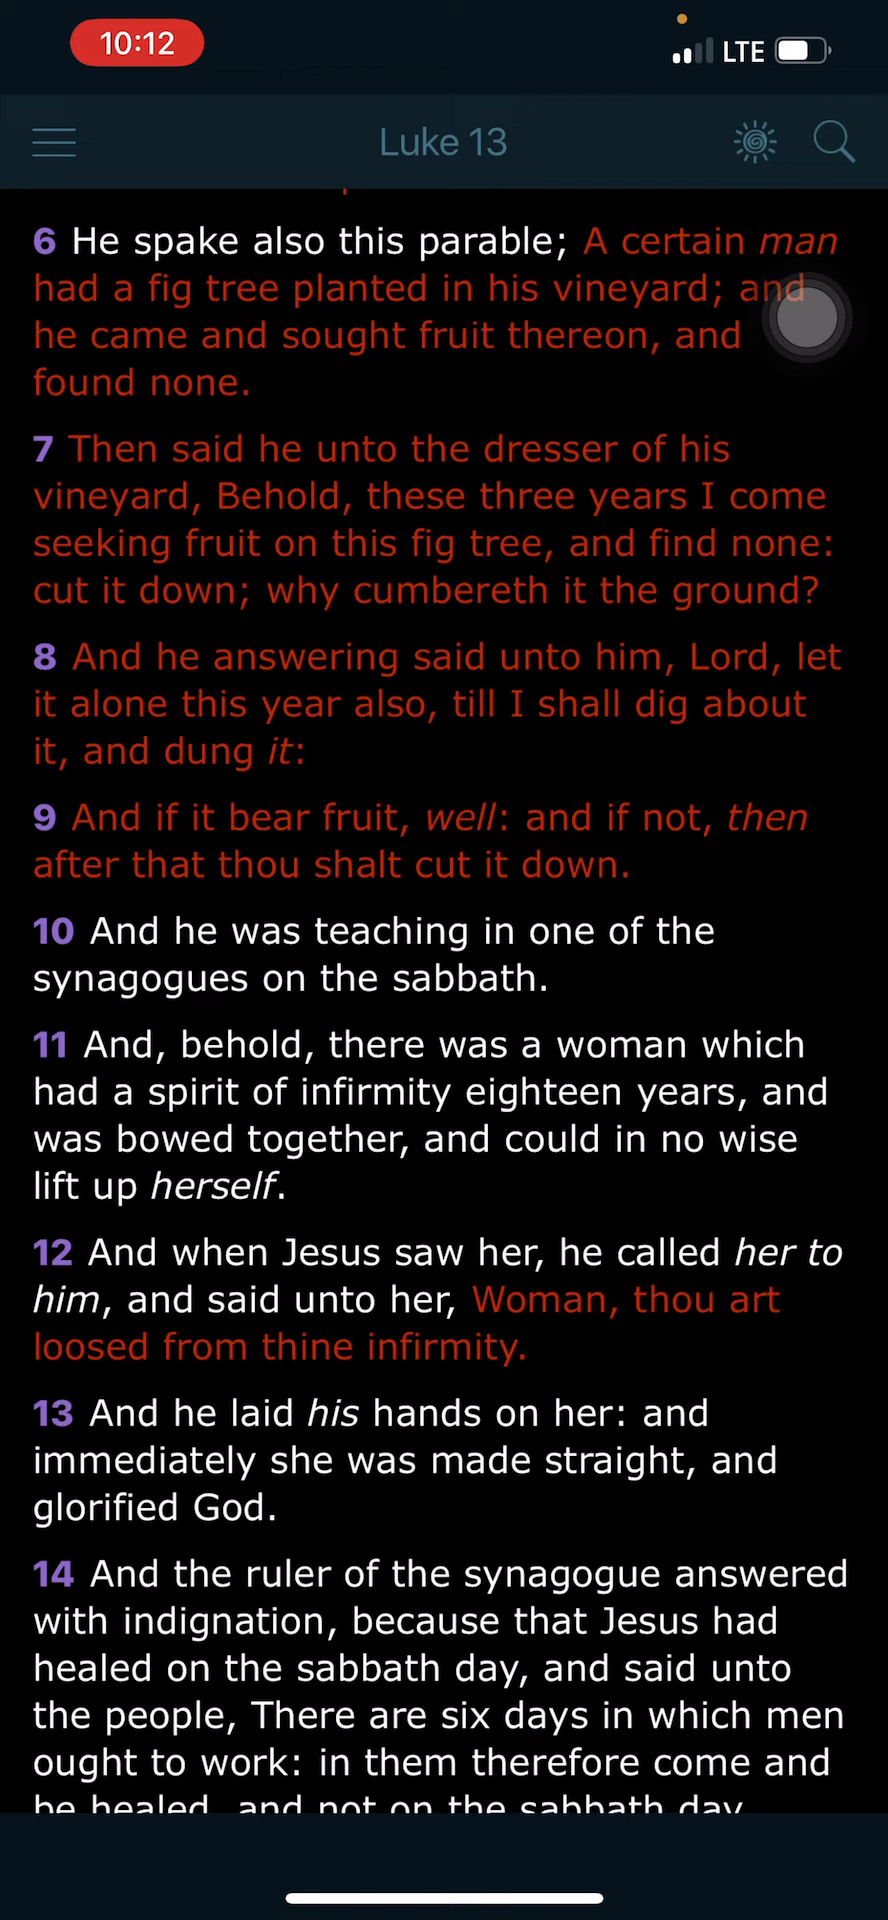 10:12
LTE
Luke 13
6 He spake also this parable; A certain man
had a fig tree planted in his vineyard; and
he came and sought fruit thereon, and
found none.
7 Then said he unto the dresser of his
vineyard, Behold, these three years I come
seeking fruit on this fig tree, and find none:
cut it down; why cumbereth it the ground?
8 And he answering said unto him, Lord, let
it alone this year also, till I shall dig about
it, and dung it:
9 And if it bear fruit, well: and if not, then
after that thou shalt cut it down.
10 And he was teaching in one of the
synagogues on the sabbath.
11 And, behold, there was a woman which
had a spirit of infirmity eighteen years, and
was bowed together, and could in no wise
lift up herself.
12 And when Jesus saw her, he called her to
him, and said unto her, Woman, thou art
loosed from thine infirmity.
13 And he laid his hands on her: and
immediately she was made straight, and
glorified God.
14 And the ruler of the synagogue answered
with indignation, because that Jesus had
healed on the sabbath day, and said unto
the people, There are six days in which men
ought to work: in them therefore come and
be healed, and not on the sabbath day